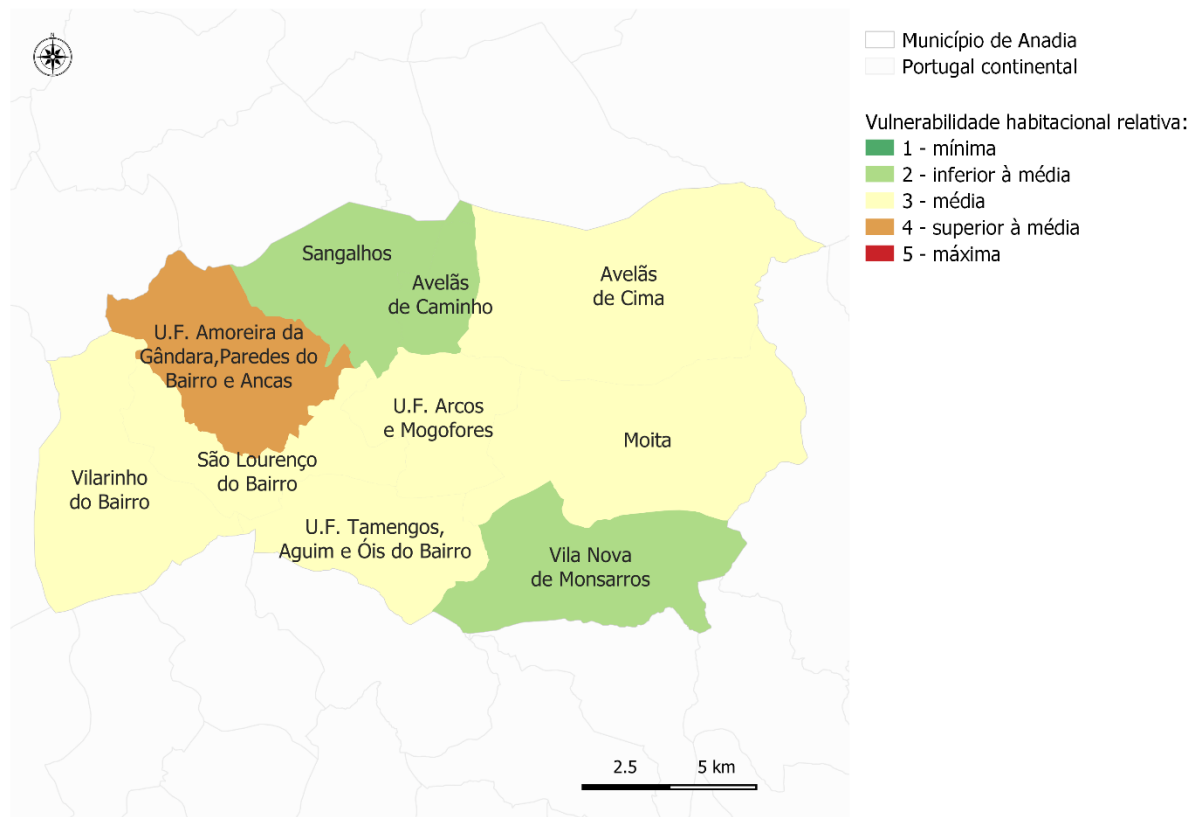 N
Município de Anadia
Portugal continental
Vulnerabilidade habitacional relativa:
1 - mínima
2 - inferior à média
3 - média
4 - superior à média
5 - máxima
Sangalhos
Avelãs
de Caminho
Avelãs
de Cima
U.F. Amoreira da
Gândara,Paredes do
Bairro e Ancas
U.F. Arcos
e Mogofores
Moita
São Lourenço
do Bairro
Vilarinho
do Bairro
U.F. Tamengos,
Aguim e Óis do Bairro
Vila Nova
de Monsarros
2.5 5 km